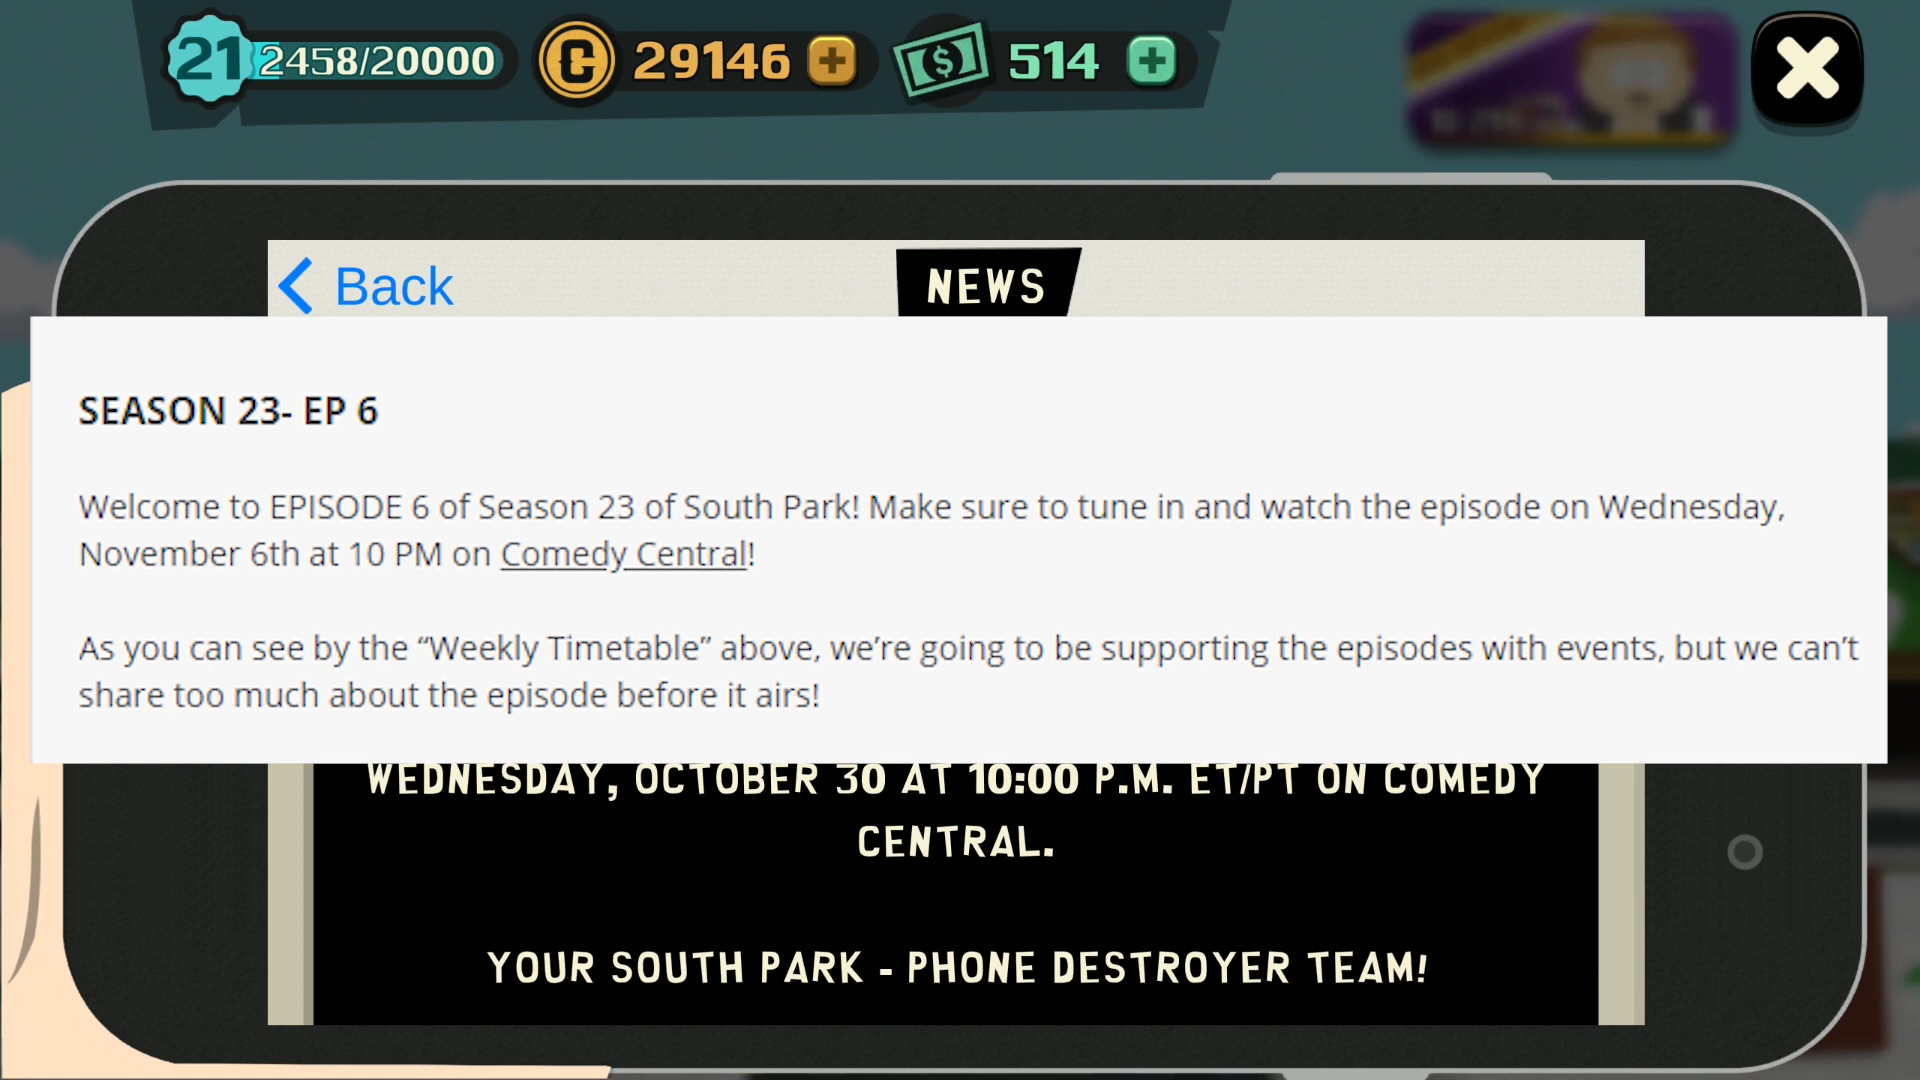 21 2458/20000 29146 514
Back
NEWS
SEASON 23- EP 6
Welcome to EPISODE 6 of Season 23 of South Park! Make sure to tune in and watch the episode on Wednesday,
November 6th at 10 PM on Comedy Central!
As you can see by the “Weekly Timetable” above, we’re going to be supporting the episodes with events, but we can’t
share too much about the episode before it airs!
WEDNESDAY, OCTOBER 30 AT 10:00 P.M. ET/PT ON COMEDY
CENTRAL.
YOUR SOUTH PARK - PHONE DESTROYER TEAM!